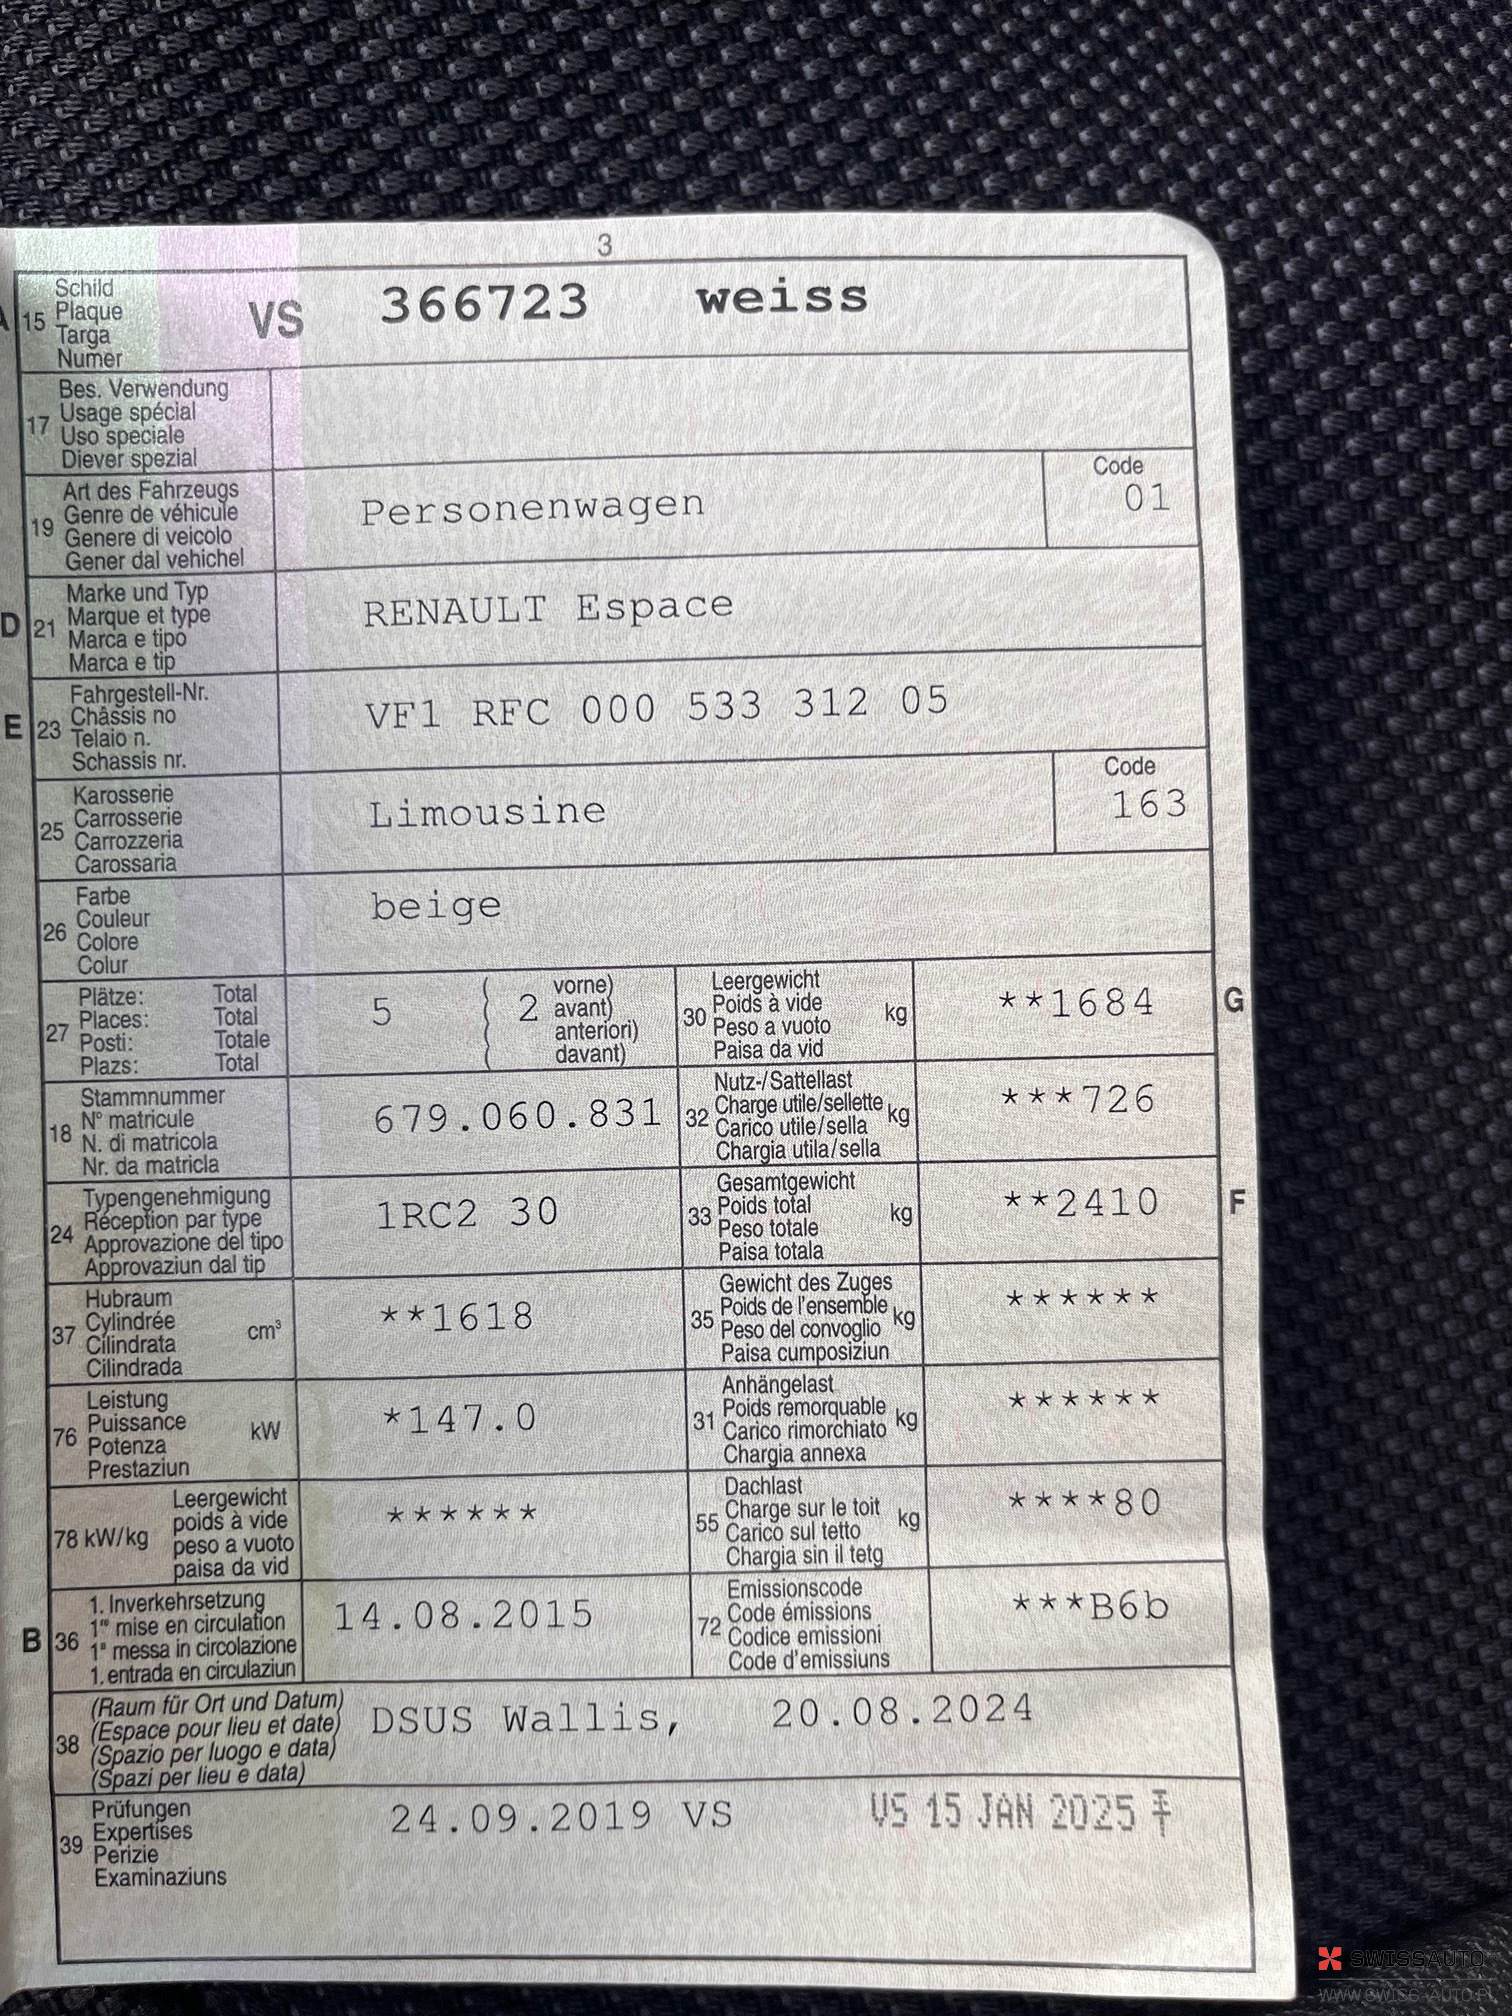 3
A 15 Schild
Plaque
Targa
Numer
VS 366723 weiss
17 Bes. Verwendung
Usage spécial
Uso speciale
Diever spezial
19 Art des Fahrzeugs
Genre de véhicule
Genere di veicolo
Gener dal vehichel
Personenwagen
Code
01
D 21 Marke und Typ
Marque et type
Marca e tipo
Marca e tip
RENAULT Espace
E 23 Fahrgestell-Nr.
Châssis no
Telaio n.
Schassis nr.
VF1 RFC 000 533 312 05
25 Karosserie
Carrosserie
Carrozzeria
Carossaria
Limousine
Code
163
26 Farbe
Couleur
Colore
Colur
beige
27 Plätze: Total
Places: Total
Posti: Totale
Plazs: Total
5 ( 2 vorne)
avant)
anteriori)
( davant)
30 Leergewicht
Poids à vide
Peso a vuoto
Paisa da vid
kg
**1684
G
18 Stammnummer
N° matricule
N. di matricola
Nr. da matricla
679.060.831
32 Nutz-/Sattellast
Charge utile/sellette
Carico utile/sella
Chargia utila/sella
kg
***726
24 Typengenehmigung
Réception par type
Approvazione del tipo
Approvaziun dal tip
1RC2 30
33 Gesamtgewicht
Poids total
Peso totale
Paisa totala
kg
**2410
F
37 Hubraum
Cylindrée
Cilindrata
Cilindrada
cm³
**1618
35 Gewicht des Zuges
Poids de l'ensemble
Peso del convoglio
Paisa cumposiziun
kg
******
76 Leistung
Puissance
Potenza
Prestaziun
kW
*147.0
31 Anhängelast
Poids remorquable
Carico rimorchiato
Chargia annexa
kg
******
78 kW/kg Leergewicht
poids à vide
peso a vuoto
paisa da vid
******
55 Dachlast
Charge sur le toit
Carico sul tetto
Chargia sin il tetg
kg
****80
B 36 1. Inverkehrsetzung
1re mise en circulation
1a messa in circolazione
1. entrada en circulaziun
14.08.2015
72 Emissionscode
Code émissions
Codice emissioni
Code d'emissiuns
***B6b
38 (Raum für Ort und Datum)
(Espace pour lieu et date)
(Spazio per luogo e data)
(Spazi per lieu e data)
DSUS Wallis, 20.08.2024
39 Prüfungen
Expertises
Perizie
Examinaziuns
24.09.2019 VS VS 15 JAN 2025
SWISSAUTO